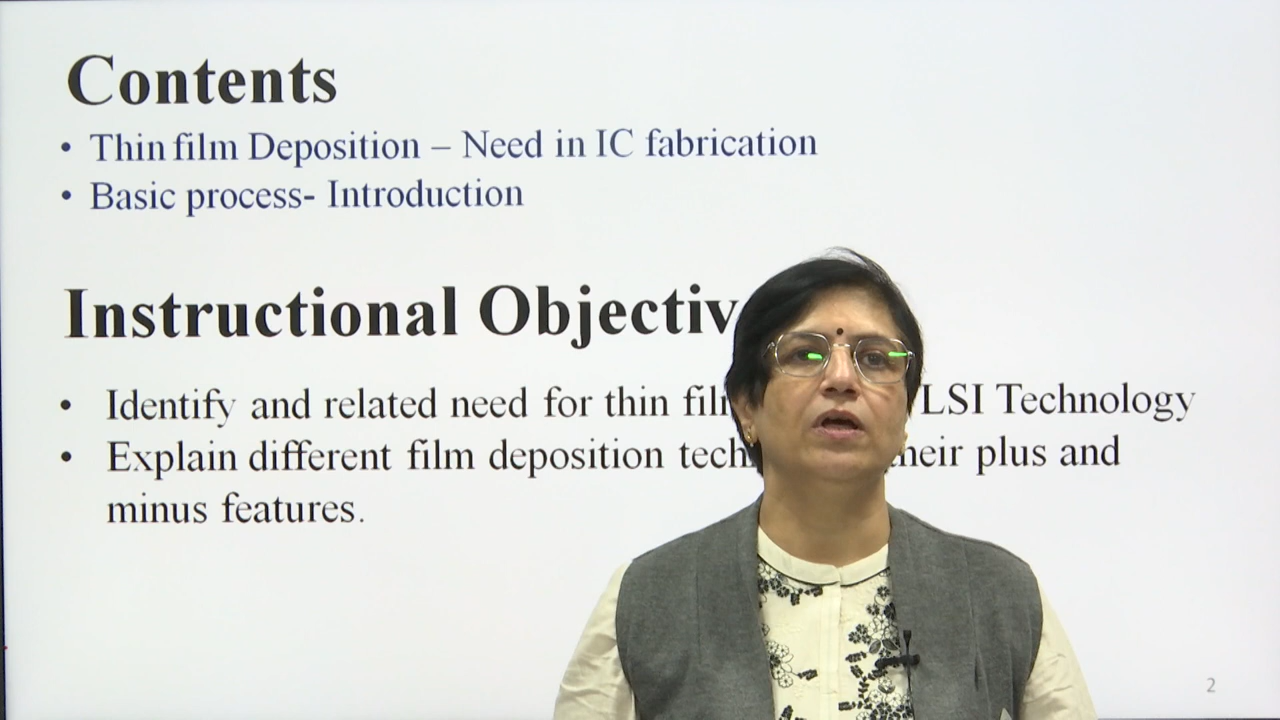 Contents
• Thin film Deposition – Need in IC fabrication
• Basic process- Introduction
Instructional Objectiv
• Identify and related need for thin fil LSI Technology
• Explain different film deposition tech their plus and
minus features.
2